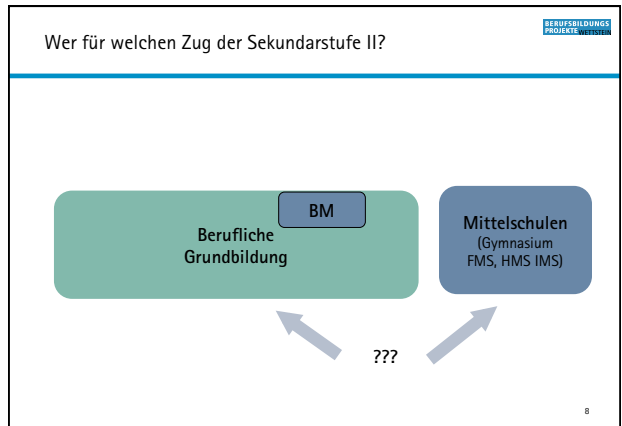 Wer für welchen Zug der Sekundarstufe II?
BERUFSBILDUNGS
PROJEKTE WETTSTEIN
BM
Berufliche
Grundbildung
Mittelschulen
(Gymnasium
FMS, HMS IMS)
???
8